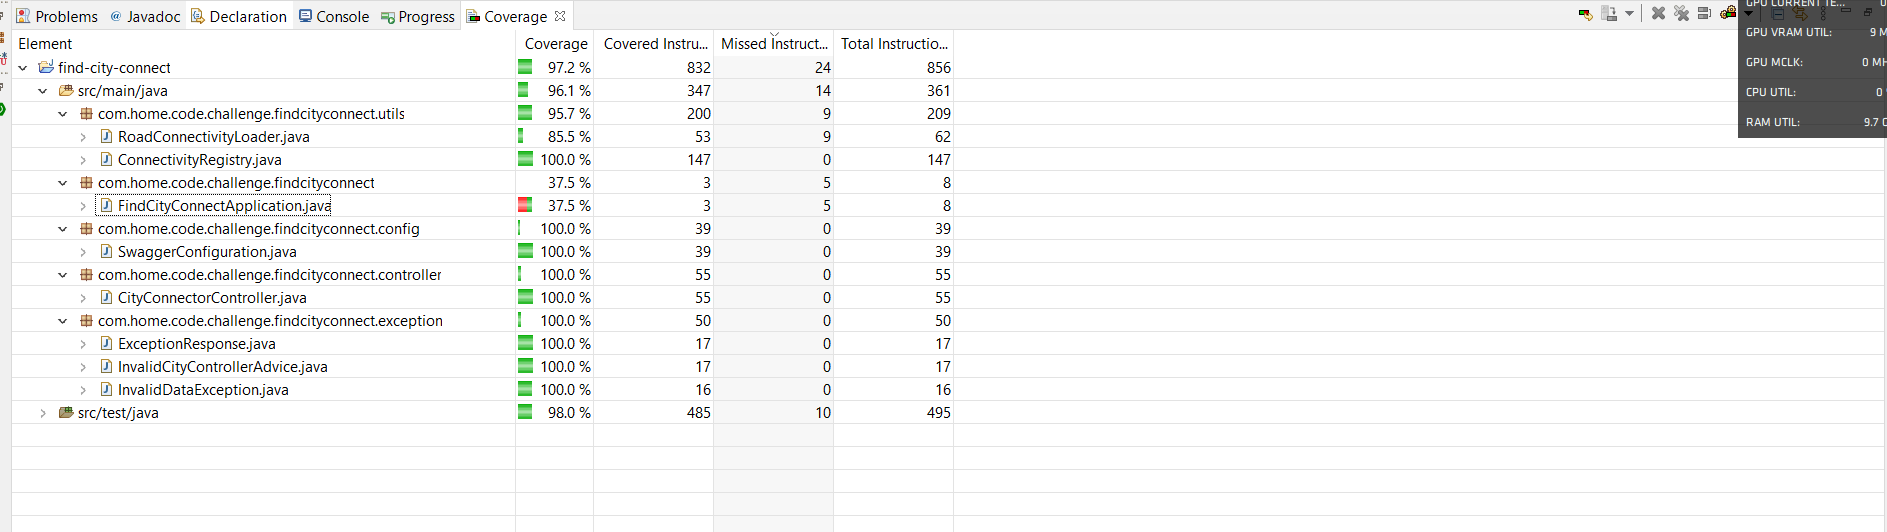 Problems Javadoc Declaration Console Progress Coverage
GPU CURRENT TE...
Element Coverage Covered Instru... Missed Instruct... Total Instructio...
GPU VRAM UTIL: 9 M
find-city-connect 97.2 % 832 24 856
GPU MCLK: 0 MH
src/main/java 96.1 % 347 14 361
CPU UTIL: 0
com.home.code.challenge.findcityconnect.utils 95.7 % 200 9 209
RAM UTIL: 9.7
RoadConnectivityLoader.java 85.5 % 53 9 62
ConnectivityRegistry.java 100.0 % 147 0 147
com.home.code.challenge.findcityconnect 37.5 % 3 5 8
FindCityConnectApplication.java 37.5 % 3 5 8
com.home.code.challenge.findcityconnect.config 100.0 % 39 0 39
SwaggerConfiguration.java 100.0 % 39 0 39
com.home.code.challenge.findcityconnect.controller 100.0 % 55 0 55
CityConnectorController.java 100.0 % 55 0 55
com.home.code.challenge.findcityconnect.exception 100.0 % 50 0 50
ExceptionResponse.java 100.0 % 17 0 17
InvalidCityControllerAdvice.java 100.0 % 17 0 17
InvalidDataException.java 100.0 % 16 0 16
src/test/java 98.0 % 485 10 495